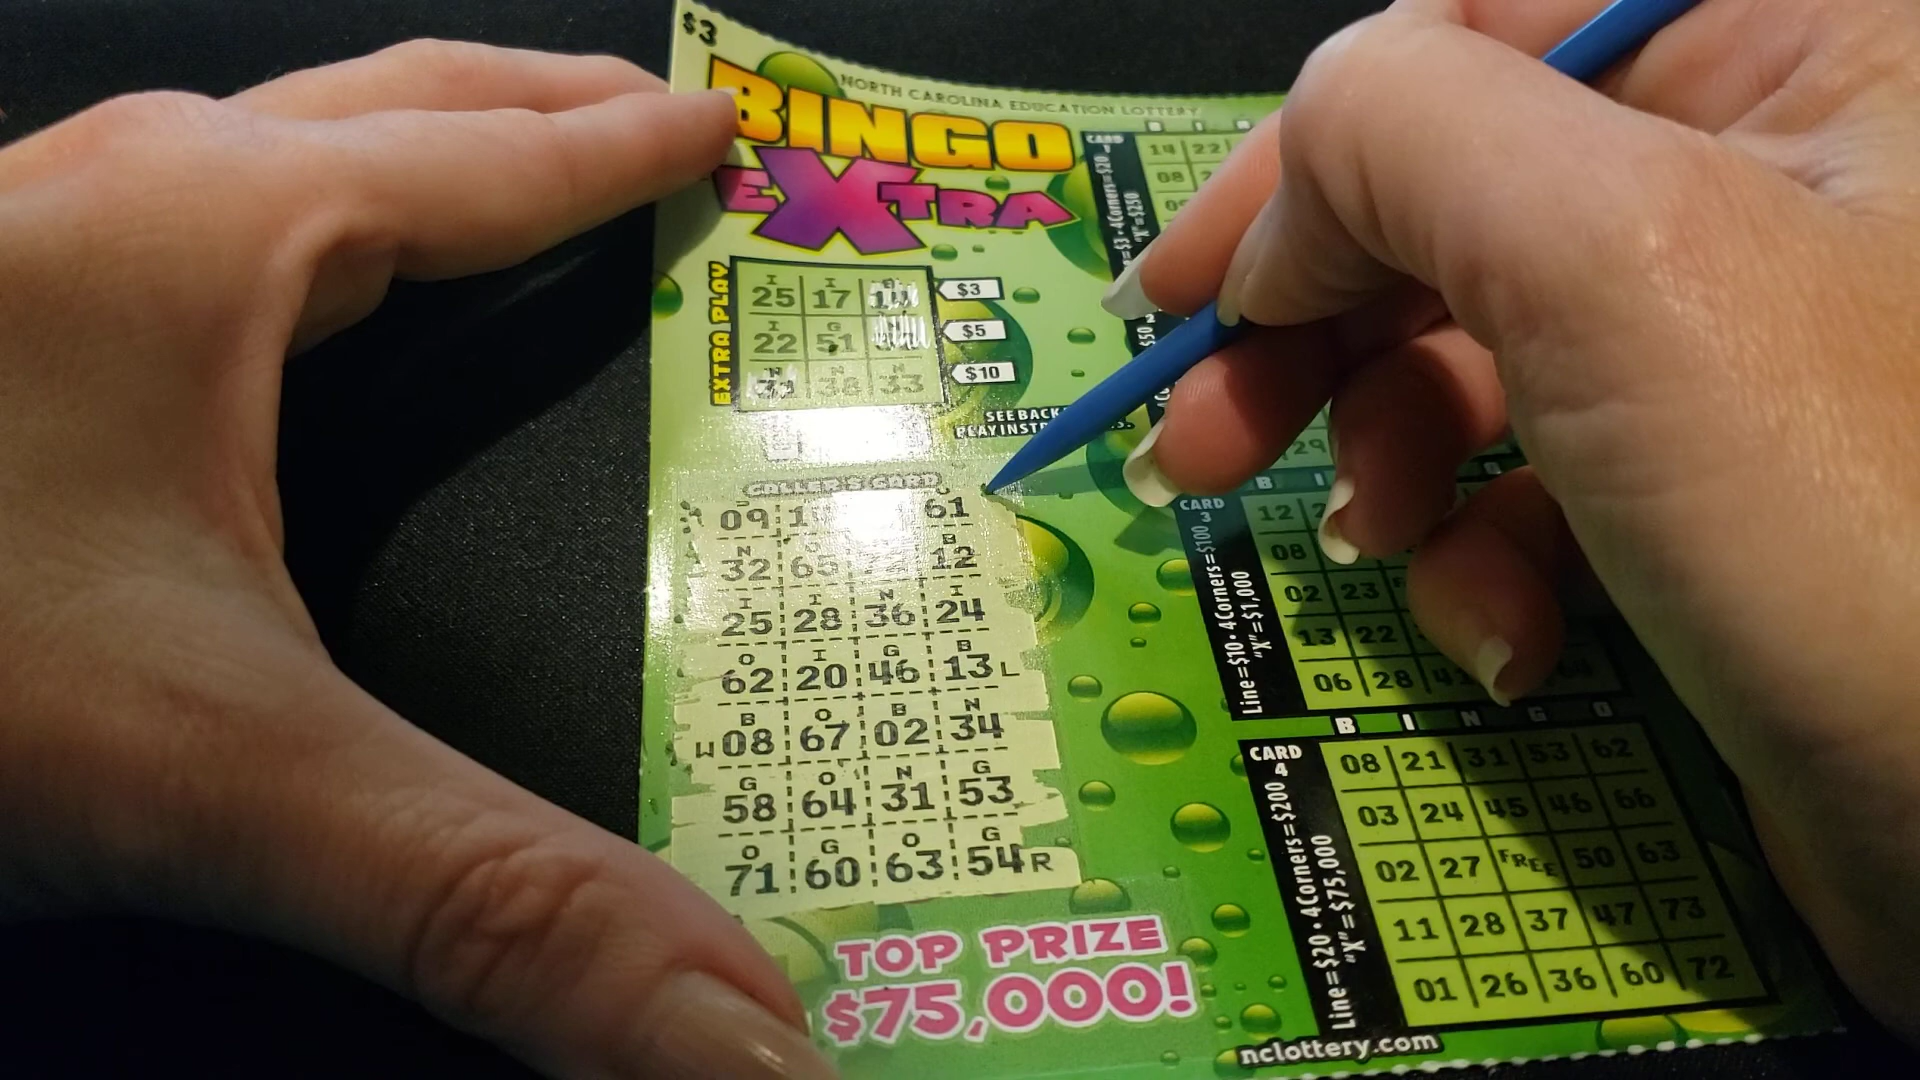 $3
NORTH CAROLINA EDUCATION LOTTERY
BINGO
EXTRA
EXTRA PLAY
I I
25 17
$3
I G
22 51
$5
N N
38 33
$10
SEE BACK
CALLER'S CARD
09 61
N B
32 65 12
I I N I
25 28 36 24
O I G B
62 20 46 13 L
B O B N
W 08 67 02 34
G O N G
58 64 31 53
O G O G
71 60 63 54 R
TOP PRIZE
$75,000!
B I
CARD
14 22
08
"X"=$250
29
B I
CARD 3
Line=$10 • 4Corners=$100
"X"=$1,000
12
08
02 23
13 22
06 28
B I N G O
CARD 4
Line=$20 • 4Corners=$200
"X"=$75,000
08 21 31 53 62
03 24 45 46 66
02 27 FREE 50 63
11 28 37 47 73
01 26 36 60 72
nclottery.com